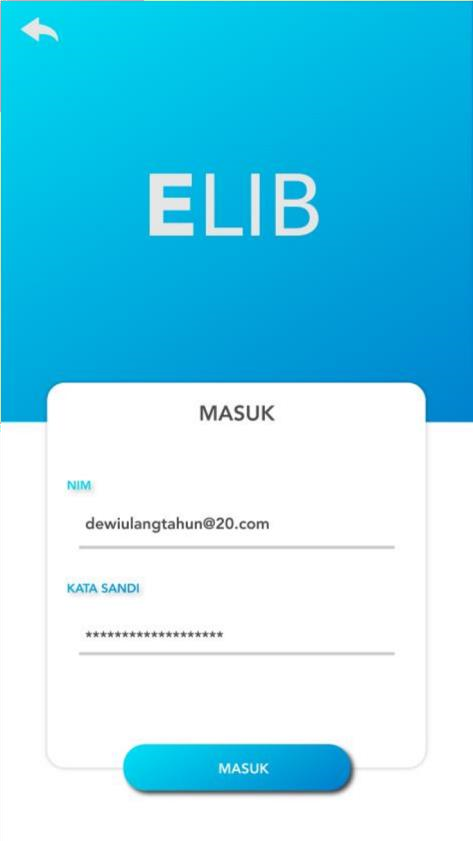 ELIB
MASUK
NIM
dewiulangtahun@20.com
KATA SANDI
*******************
MASUK